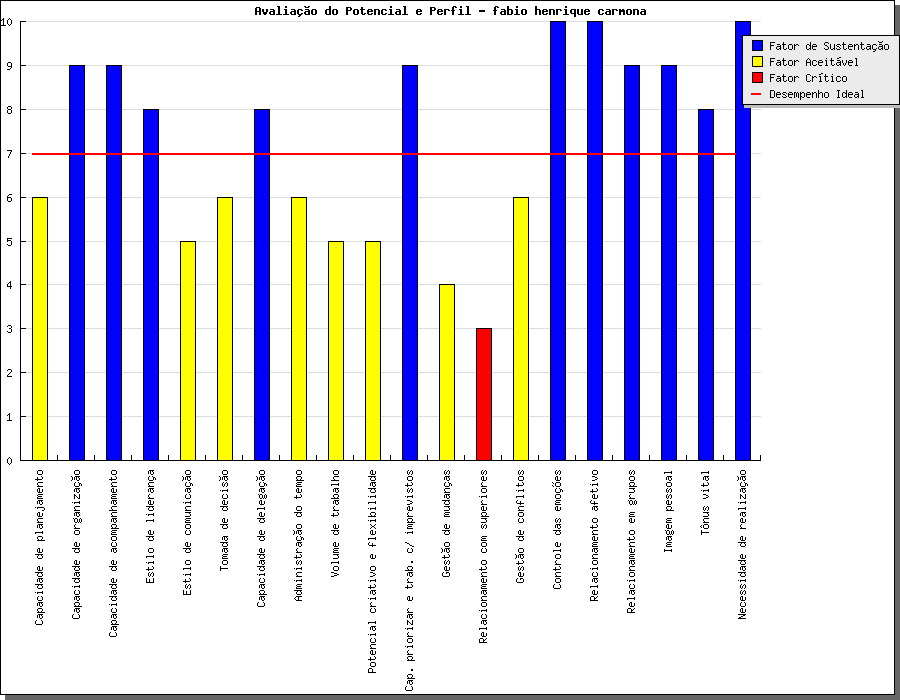 Avaliação do Potencial e Perfil - fabio henrique carmona
Fator de Sustentação
Fator Aceitável
Fator Crítico
Desempenho Ideal
10
9
8
7
6
5
4
3
2
1
0
Capacidade de planejamento
Capacidade de organização
Capacidade de acompanhamento
Estilo de liderança
Estilo de comunicação
Tomada de decisão
Capacidade de delegação
Administração do tempo
Volume de trabalho
Potencial criativo e flexibilidade
Cap. priorizar e trab. c/ imprevistos
Gestão de mudanças
Relacionamento com superiores
Gestão de conflitos
Controle das emoções
Relacionamento afetivo
Relacionamento em grupos
Imagem pessoal
Tônus vital
Necessidade de realização